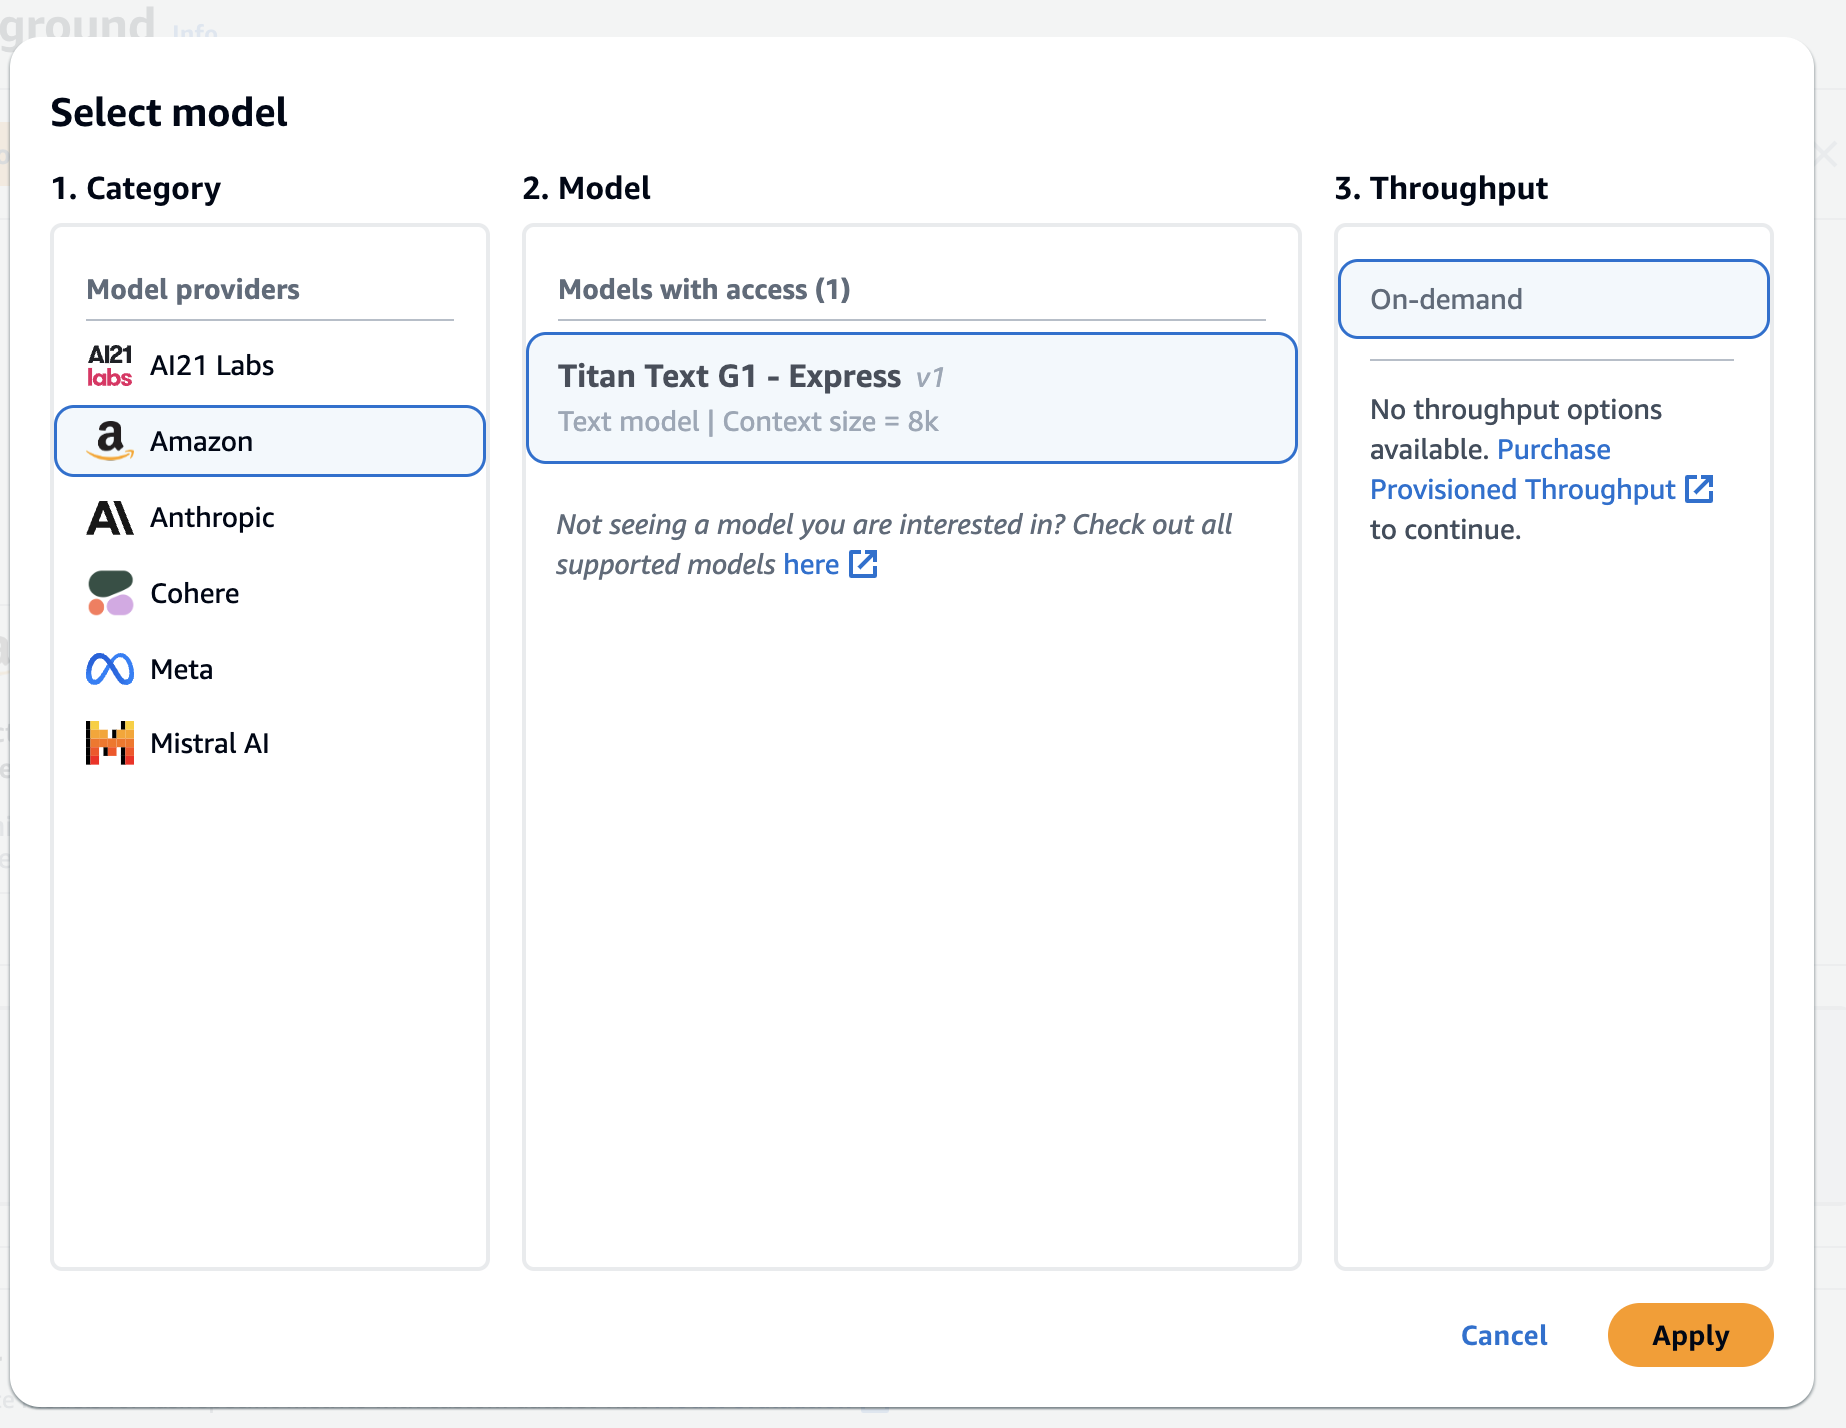 ground Info
Select model
1. Category
Model providers
AI21 labs AI21 Labs
a Amazon
Anthropic
Cohere
Meta
Mistral AI
2. Model
Models with access (1)
Titan Text G1 - Express v1
Text model | Context size = 8k
Not seeing a model you are interested in? Check out all
supported models here
3. Throughput
On-demand
No throughput options
available. Purchase
Provisioned Throughput
to continue.
Cancel
Apply